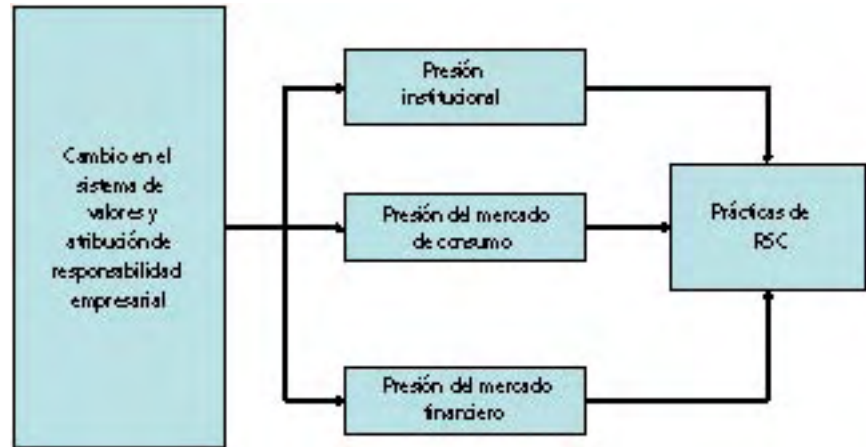 Cambio en el
sistema de
valores y
atribución de
responsabilidad
empresarial
Presión
institucional
Presión del mercado
de consumo
Presión del mercado
financiero
Prácticas de
RSC